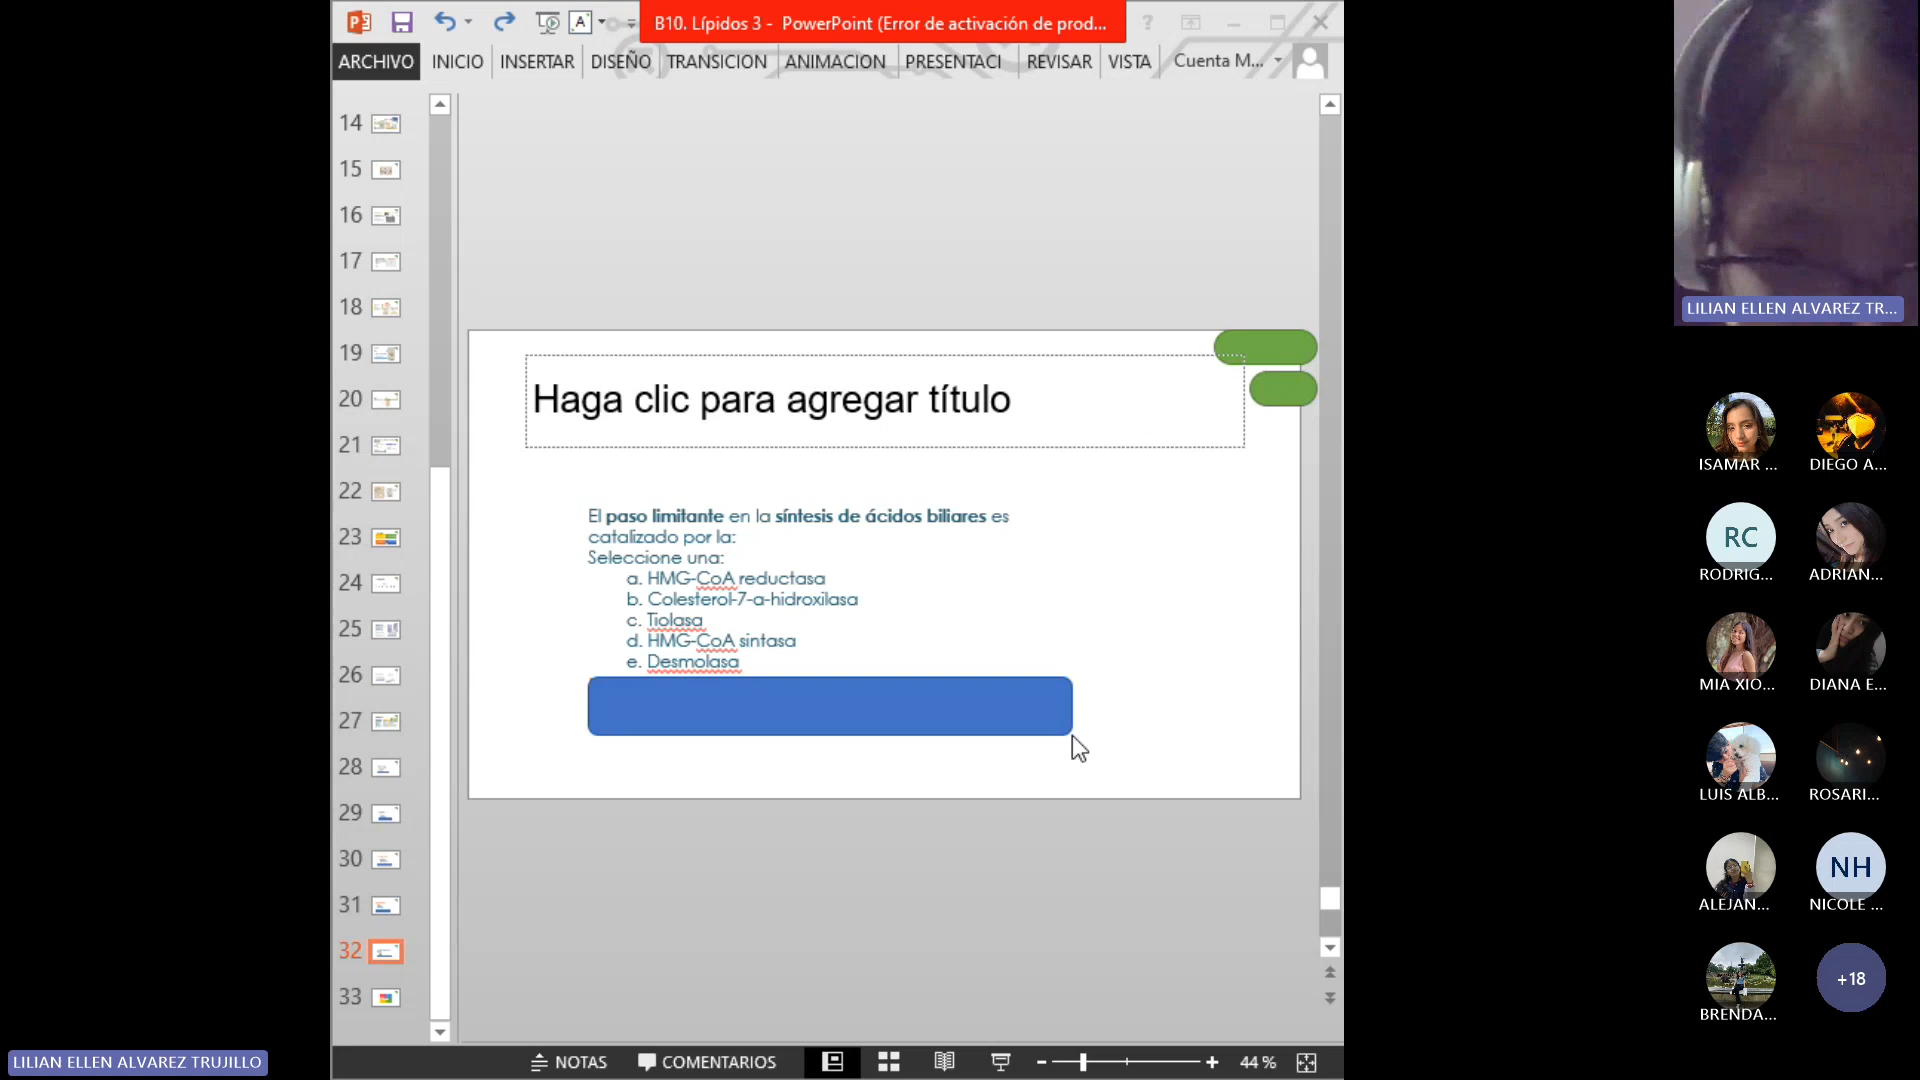 B10. Lípidos 3 - PowerPoint (Error de activación de prod...
ARCHIVO INICIO INSERTAR DISEÑO TRANSICION ANIMACION PRESENTACI REVISAR VISTA Cuenta M...
14
15
16
17
18
19
20
21
22
23
24
25
26
27
28
29
30
31
32
33
Haga clic para agregar título
El paso limitante en la síntesis de ácidos biliares es
catalizado por la:
Seleccione una:
a. HMG-CoA reductasa
b. Colesterol-7-a-hidroxilasa
c. Tiolasa
d. HMG-CoA sintasa
e. Desmolasa
NOTAS COMENTARIOS 44 %
LILIAN ELLEN ALVAREZ TRUJILLO
LILIAN ELLEN ALVAREZ TR...
ISAMAR ... DIEGO A...
RC
RODRIG... ADRIAN...
MIA XIO... DIANA E...
LUIS ALB... ROSARI...
NH
ALEJAN... NICOLE ...
+18
BRENDA...